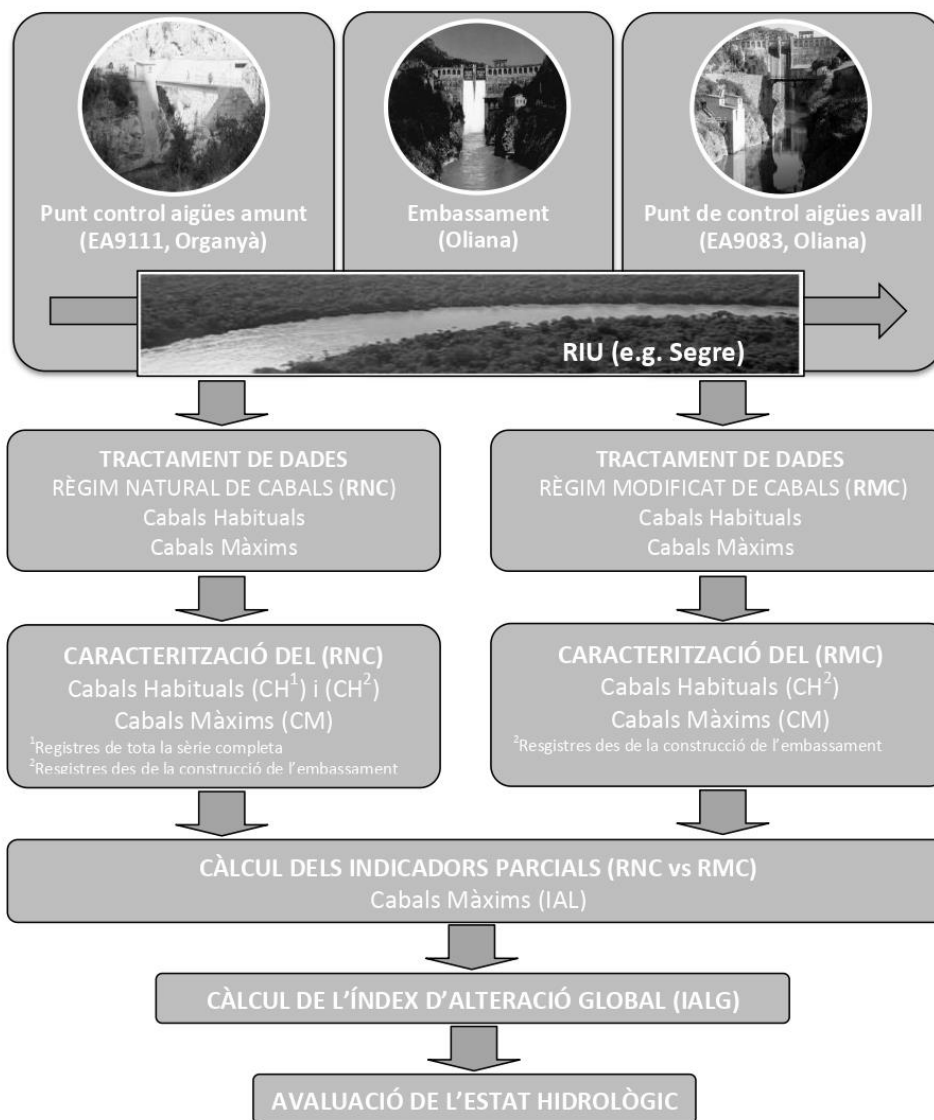 Punt control aigües amunt
(EA9111, Organyà)
Embassament
(Oliana)
Punt de control aigües avall
(EA9083, Oliana)
RIU (e.g. Segre)
TRACTAMENT DE DADES
RÈGIM NATURAL DE CABALS (RNC)
Cabals Habituals
Cabals Màxims
TRACTAMENT DE DADES
RÈGIM MODIFICAT DE CABALS (RMC)
Cabals Habituals
Cabals Màxims
CARACTERITZACIÓ DEL (RNC)
Cabals Habituals (CH¹) i (CH²)
Cabals Màxims (CM)
¹Registres de tota la sèrie completa
²Resgistres des de la construcció de l’embassament
CARACTERITZACIÓ DEL (RMC)
Cabals Habituals (CH²)
Cabals Màxims (CM)
²Resgistres des de la construcció de l’embassament
CÀLCUL DELS INDICADORS PARCIALS (RNC vs RMC)
Cabals Màxims (IAL)
CÀLCUL DE L’ÍNDEX D’ALTERACIÓ GLOBAL (IALG)
AVALUACIÓ DE L’ESTAT HIDROLÒGIC